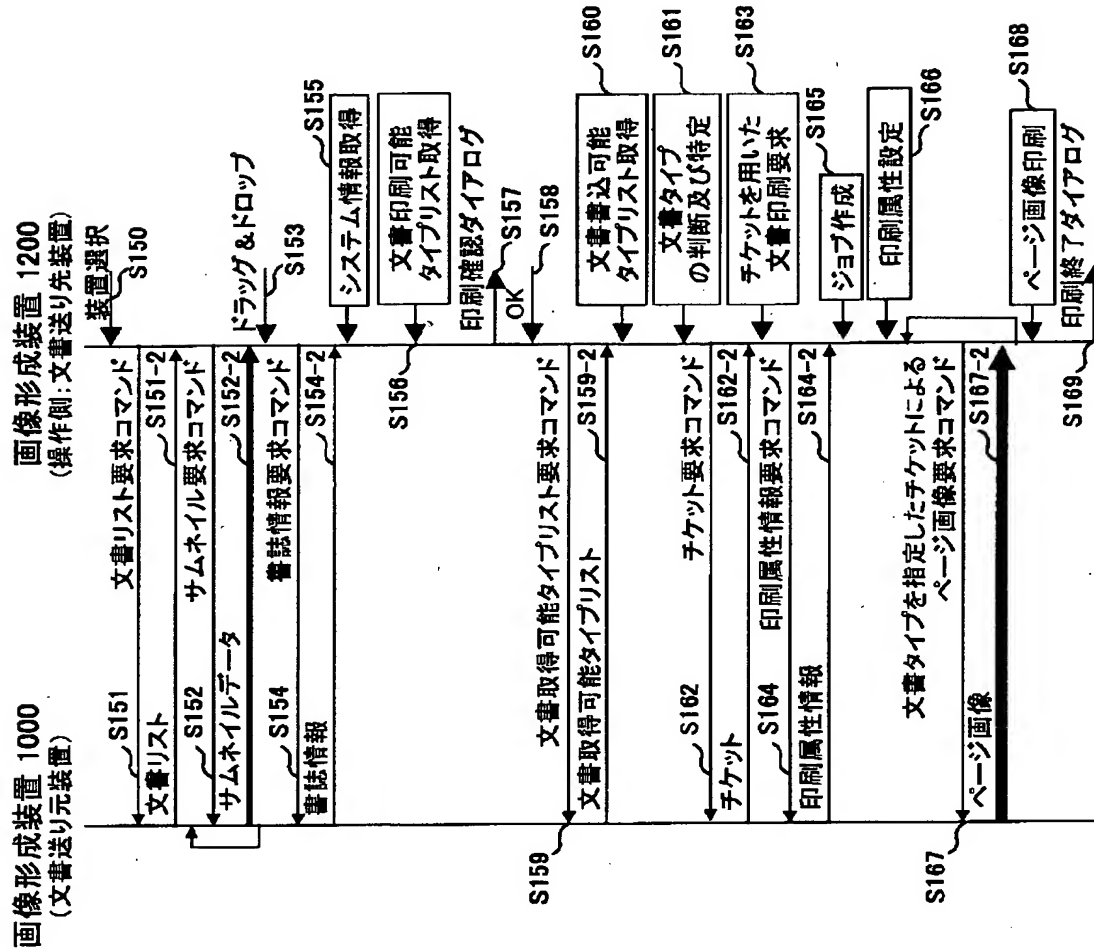 画像形成装置 1000
(文書送り元装置)
画像形成装置 1200
(操作側:文書送り先装置)
装置選択
S150
S151
文書リスト要求コマンド
文書リスト
S151-2
S152
サムネイル要求コマンド
サムネイルデータ
S152-2
ドラッグ&ドロップ
S153
S154
書誌情報要求コマンド
書誌情報
S154-2
S155
システム情報取得
文書印刷可能
タイプリスト取得
S156
印刷確認ダイアログ
S157
OK
S158
文書取得可能タイプリスト要求コマンド
S159
文書取得可能タイプリスト
S159-2
S160
文書書込可能
タイプリスト取得
S161
文書タイプ
の判断及び特定
S162
チケット要求コマンド
チケット
S162-2
S163
チケットを用いた
文書印刷要求
S164
印刷属性情報要求コマンド
印刷属性情報
S164-2
S165
ジョブ作成
S166
印刷属性設定
文書タイプを指定したチケットによる
ページ画像要求コマンド
S167
ページ画像
S167-2
S168
ページ画像印刷
印刷終了ダイアログ
S169